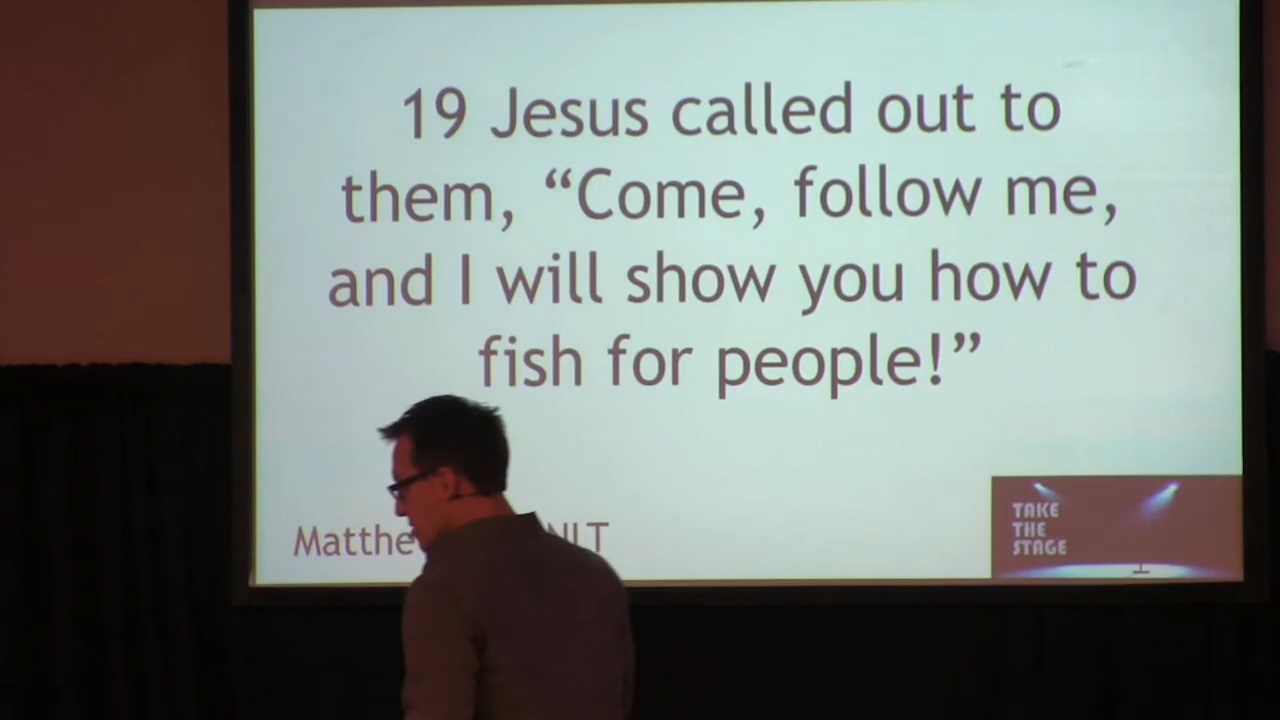 19 Jesus called out to
them, “Come, follow me,
and I will show you how to
fish for people!”
Matthe NLT
TAKE
THE
STAGE